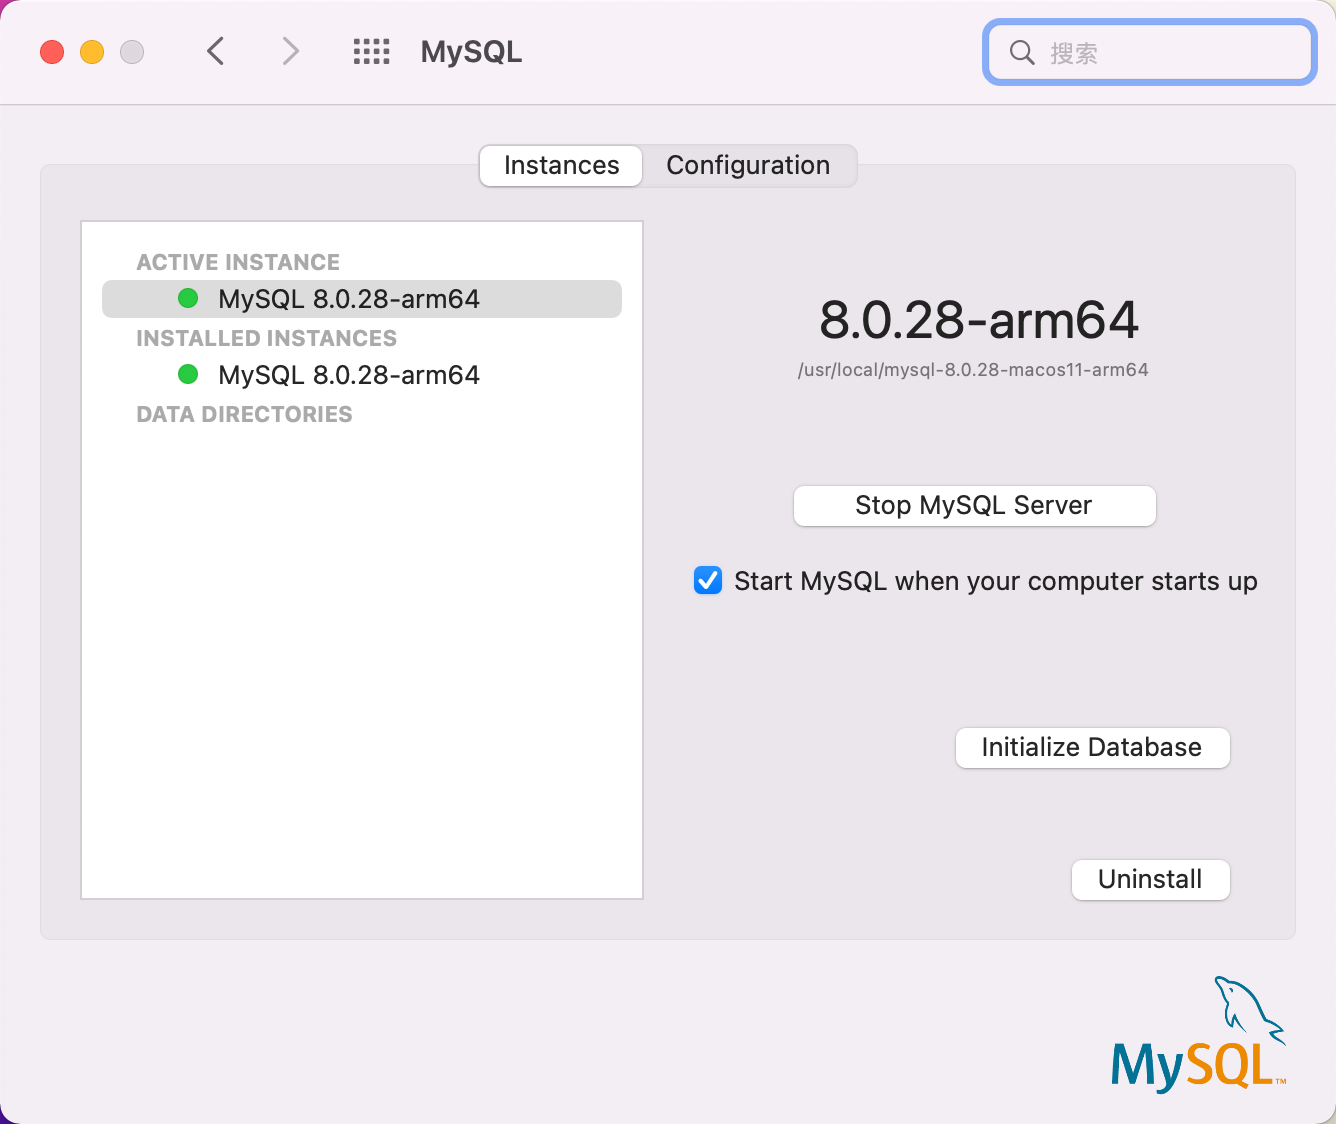 MySQL
搜索
Instances
Configuration
ACTIVE INSTANCE
MySQL 8.0.28-arm64
INSTALLED INSTANCES
MySQL 8.0.28-arm64
DATA DIRECTORIES
8.0.28-arm64
/usr/local/mysql-8.0.28-macos11-arm64
Stop MySQL Server
Start MySQL when your computer starts up
Initialize Database
Uninstall
MySQL™